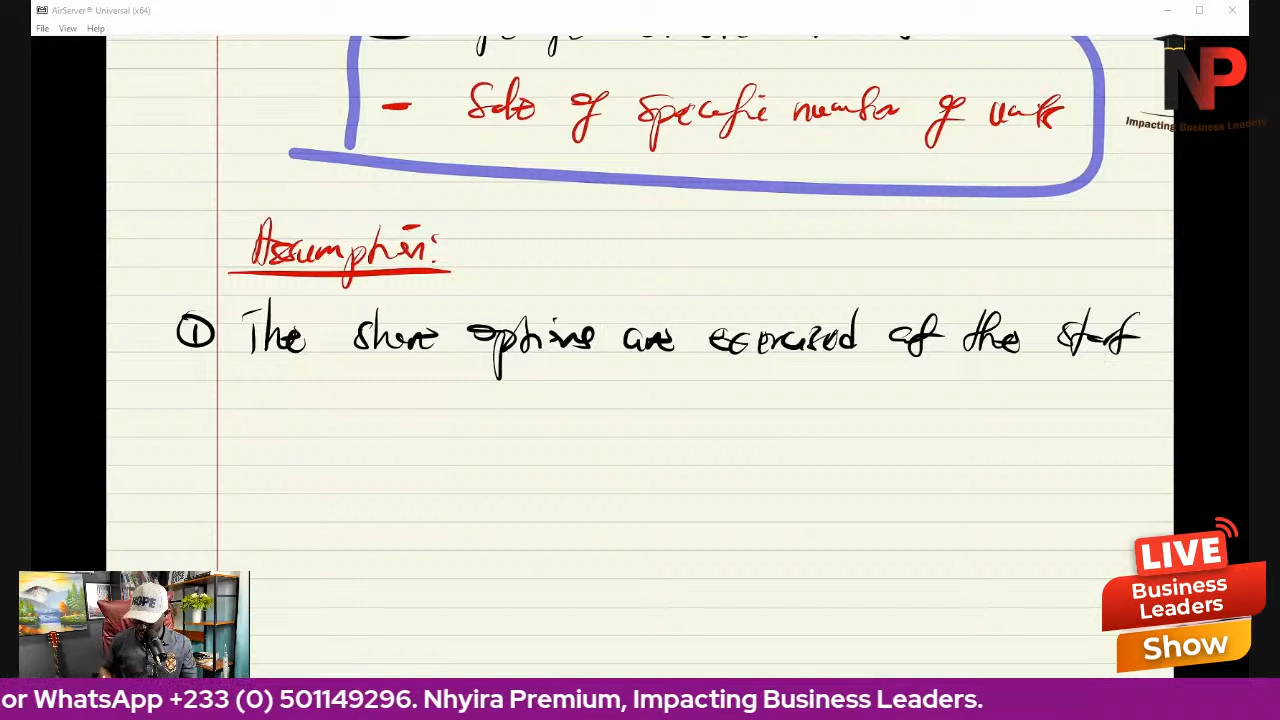 AirServer® Universal (x64)
File View Help
NP
Impacting Business Leaders
- Sale of specific number of units
Assumption:
① The share options are exercised at the start
HOPE
LIVE
Business
Leaders
Show
or WhatsApp +233 (0) 501149296. Nhyira Premium, Impacting Business Leaders.